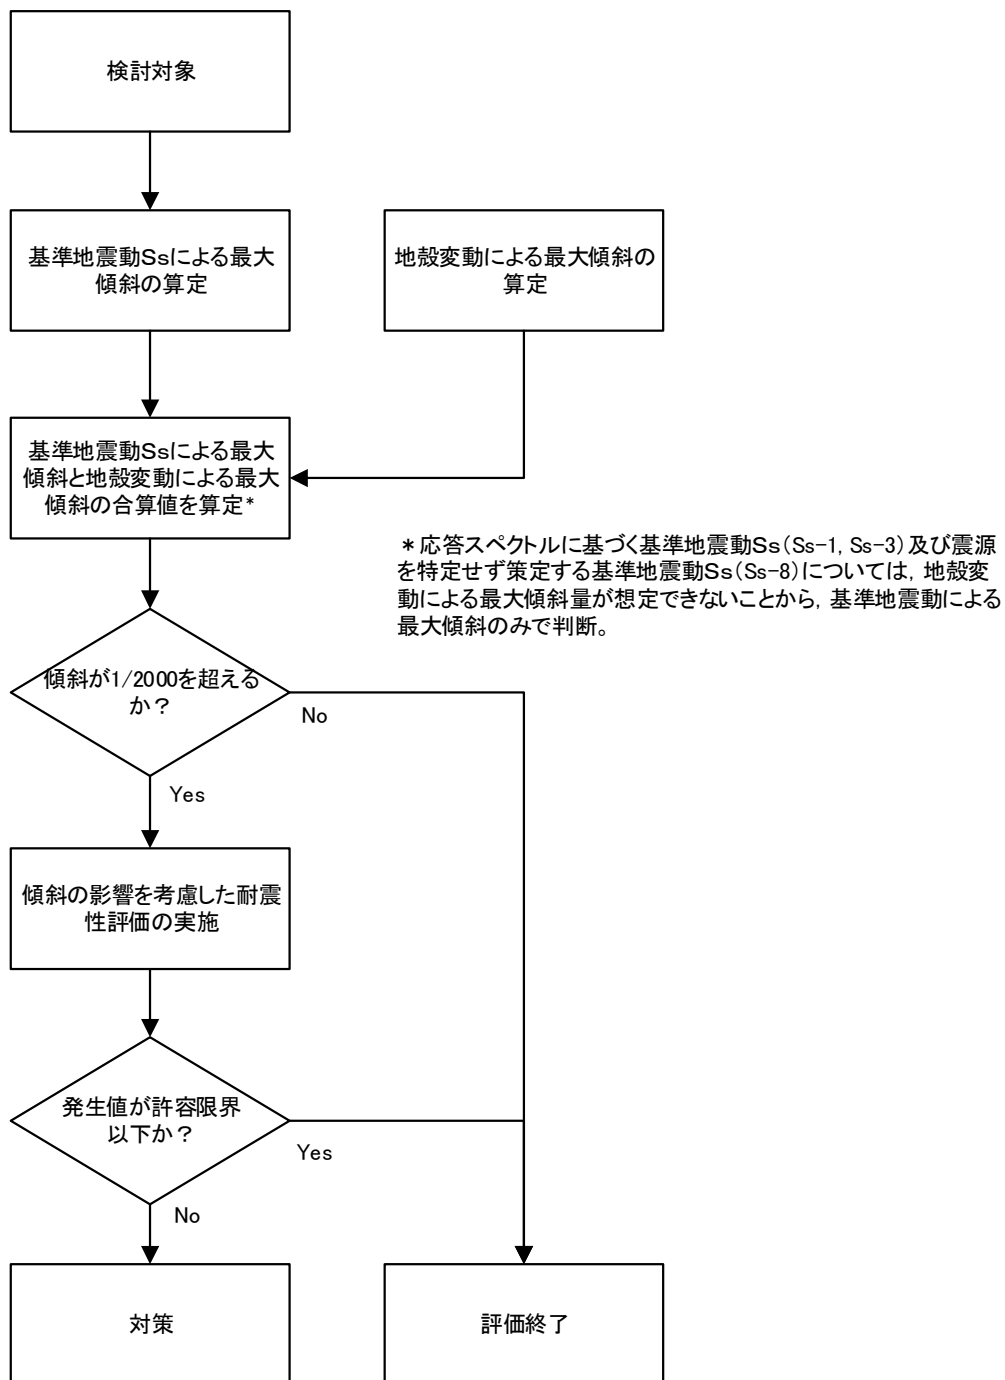 検討対象
基準地震動Ssによる最大
傾斜の算定
地殻変動による最大傾斜の
算定
基準地震動Ssによる最大
傾斜と地殻変動による最大
傾斜の合算値を算定*
*応答スペクトルに基づく基準地震動Ss(Ss-1, Ss-3)及び震源
を特定せず策定する基準地震動Ss(Ss-8)については, 地殻変
動による最大傾斜量が想定できないことから, 基準地震動による
最大傾斜のみで判断。
傾斜が1/2000を超える
か?
No
Yes
傾斜の影響を考慮した耐震
性評価の実施
発生値が許容限界
以下か?
Yes
No
対策
評価終了